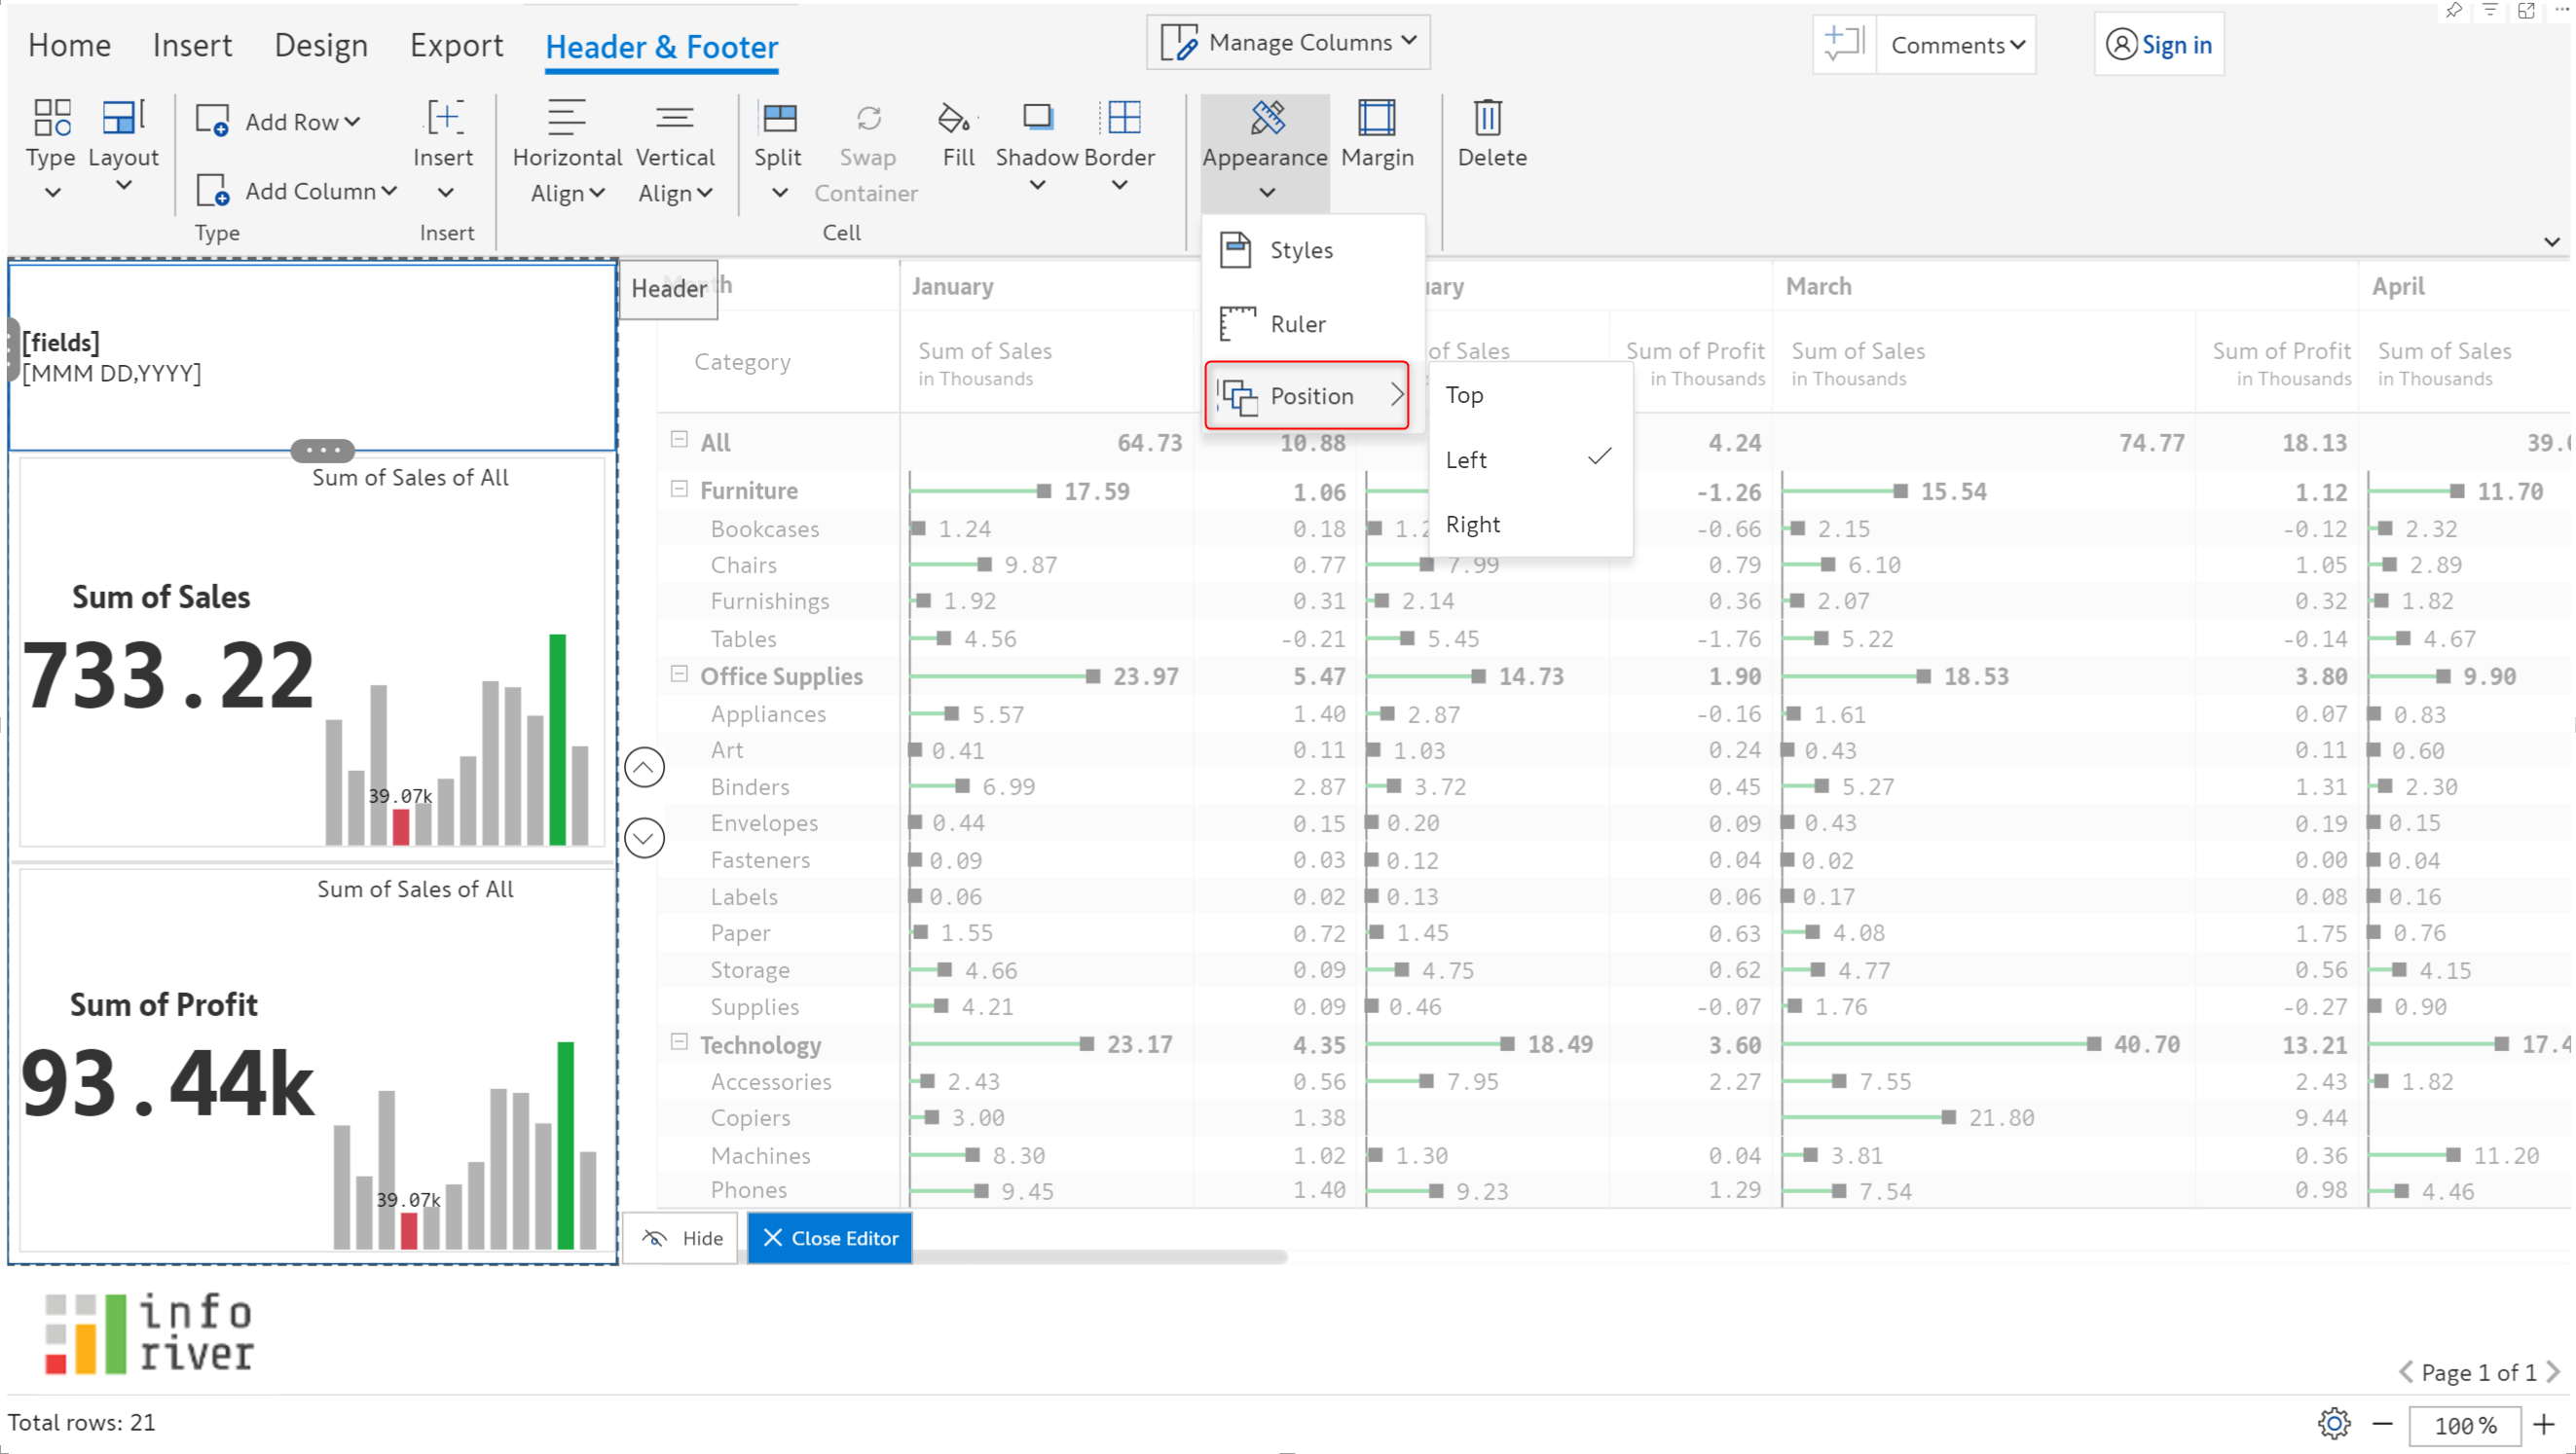 Home Insert Design Export Header & Footer Manage Columns Comments Sign in
Type Layout Add Row Add Column Insert Horizontal Align Vertical Align Split Swap Container Fill Shadow Border Appearance Margin Delete
Type Insert Cell
Styles
Ruler
Position
Top
Left
Right
[fields]
[MMM DD,YYYY]
Sum of Sales of All
Sum of Sales
733.22
39.07k
Sum of Sales of All
Sum of Profit
93.44k
39.07k
Header
January March April
Category Sum of Sales in Thousands of Sales Sum of Profit in Thousands Sum of Sales in Thousands Sum of Profit in Thousands Sum of Sales in Thousands
All 64.73 10.88 4.24 74.77 18.13
Furniture 17.59 1.06 -1.26 15.54 1.12 11.70
Bookcases 1.24 0.18 -0.66 2.15 -0.12 2.32
Chairs 9.87 0.77 7.99 0.79 6.10 1.05 2.89
Furnishings 1.92 0.31 2.14 0.36 2.07 0.32 1.82
Tables 4.56 -0.21 5.45 -1.76 5.22 -0.14 4.67
Office Supplies 23.97 5.47 14.73 1.90 18.53 3.80 9.90
Appliances 5.57 1.40 2.87 -0.16 1.61 0.07 0.83
Art 0.41 0.11 1.03 0.24 0.43 0.11 0.60
Binders 6.99 2.87 3.72 0.45 5.27 1.31 2.30
Envelopes 0.44 0.15 0.20 0.09 0.43 0.19 0.15
Fasteners 0.09 0.03 0.12 0.04 0.02 0.00 0.04
Labels 0.06 0.02 0.13 0.06 0.17 0.08 0.16
Paper 1.55 0.72 1.45 0.63 4.08 1.75 0.76
Storage 4.66 0.09 4.75 0.62 4.77 0.56 4.15
Supplies 4.21 0.09 0.46 -0.07 1.76 -0.27 0.90
Technology 23.17 4.35 18.49 3.60 40.70 13.21 17.4
Accessories 2.43 0.56 7.95 2.27 7.55 2.43 1.82
Copiers 3.00 1.38 21.80 9.44
Machines 8.30 1.02 1.30 0.04 3.81 0.36 11.20
Phones 9.45 1.40 9.23 1.29 7.54 0.98 4.46
Hide Close Editor
info
river
Page 1 of 1
Total rows: 21 100 %